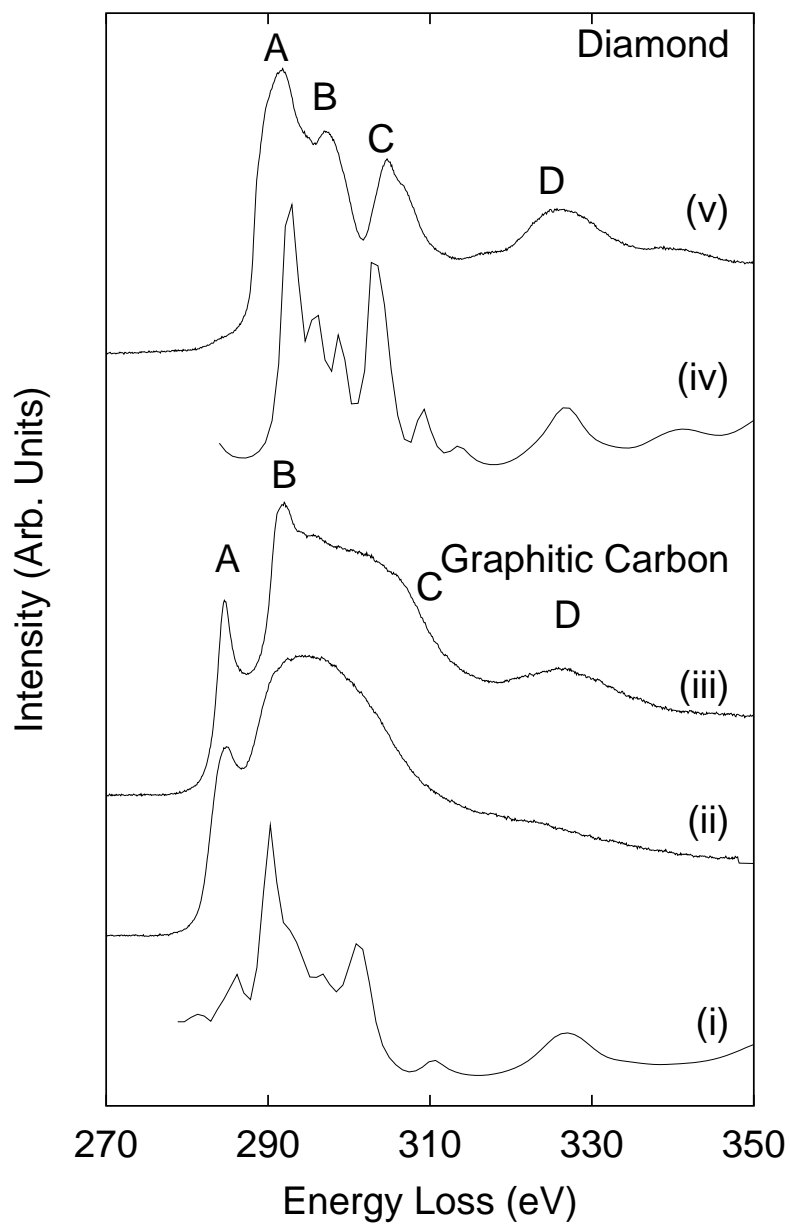 Diamond
A
B
C
D
(v)
(iv)
B
A
Graphitic Carbon
C
D
(iii)
(ii)
(i)
Intensity (Arb. Units)
270 290 310 330 350
Energy Loss (eV)